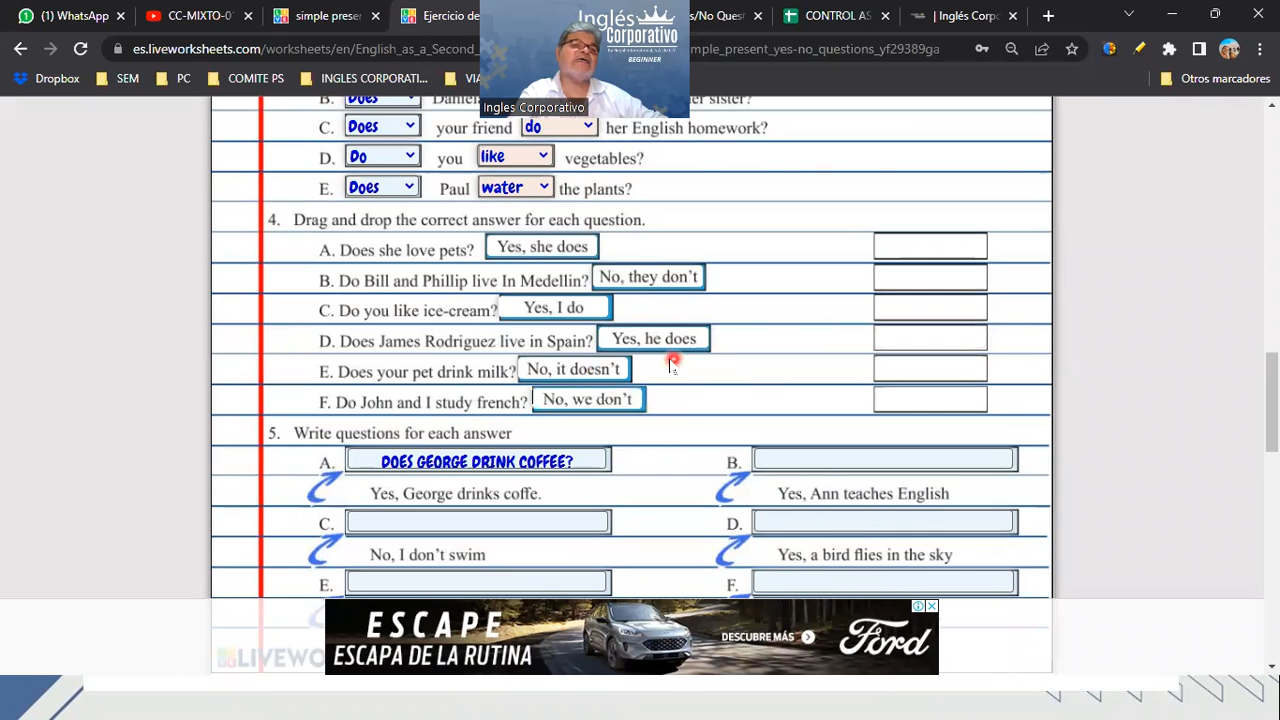 (1) WhatsApp
CC-MIXTO-0
simple prese
Ejercicio de
s/No Ques
CONTROL AS
Inglés Corp
es.liveworksheets.com/worksheets/en/English_as_a_Second_
mple_present_yes-no_questions_yf29389ga
Dropbox
SEM
PC
COMITE PS
INGLES CORPORATI...
VIA
Otros marcadores
Inglés
Corporativo
BEGINNER
Ingles Corporativo
B. Does Daniela er sister?
C. Does your friend do her English homework?
D. Do you like vegetables?
E. Does Paul water the plants?
4. Drag and drop the correct answer for each question.
A. Does she love pets? Yes, she does
B. Do Bill and Phillip live In Medellin? No, they don't
C. Do you like ice-cream? Yes, I do
D. Does James Rodriguez live in Spain? Yes, he does
E. Does your pet drink milk? No, it doesn't
F. Do John and I study french? No, we don't
5. Write questions for each answer
A. DOES GEORGE DRINK COFFEE? B.
Yes, George drinks coffe. Yes, Ann teaches English
C. D.
No, I don't swim Yes, a bird flies in the sky
E. F.
ESCAPE
ESCAPA DE LA RUTINA
DESCUBRE MÁS
Ford
LIVEWO